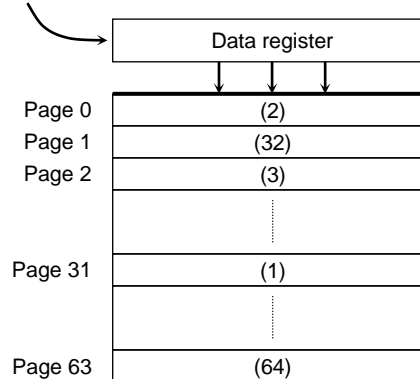 Data register
Page 0 (2)
Page 1 (32)
Page 2 (3)
Page 31 (1)
Page 63 (64)